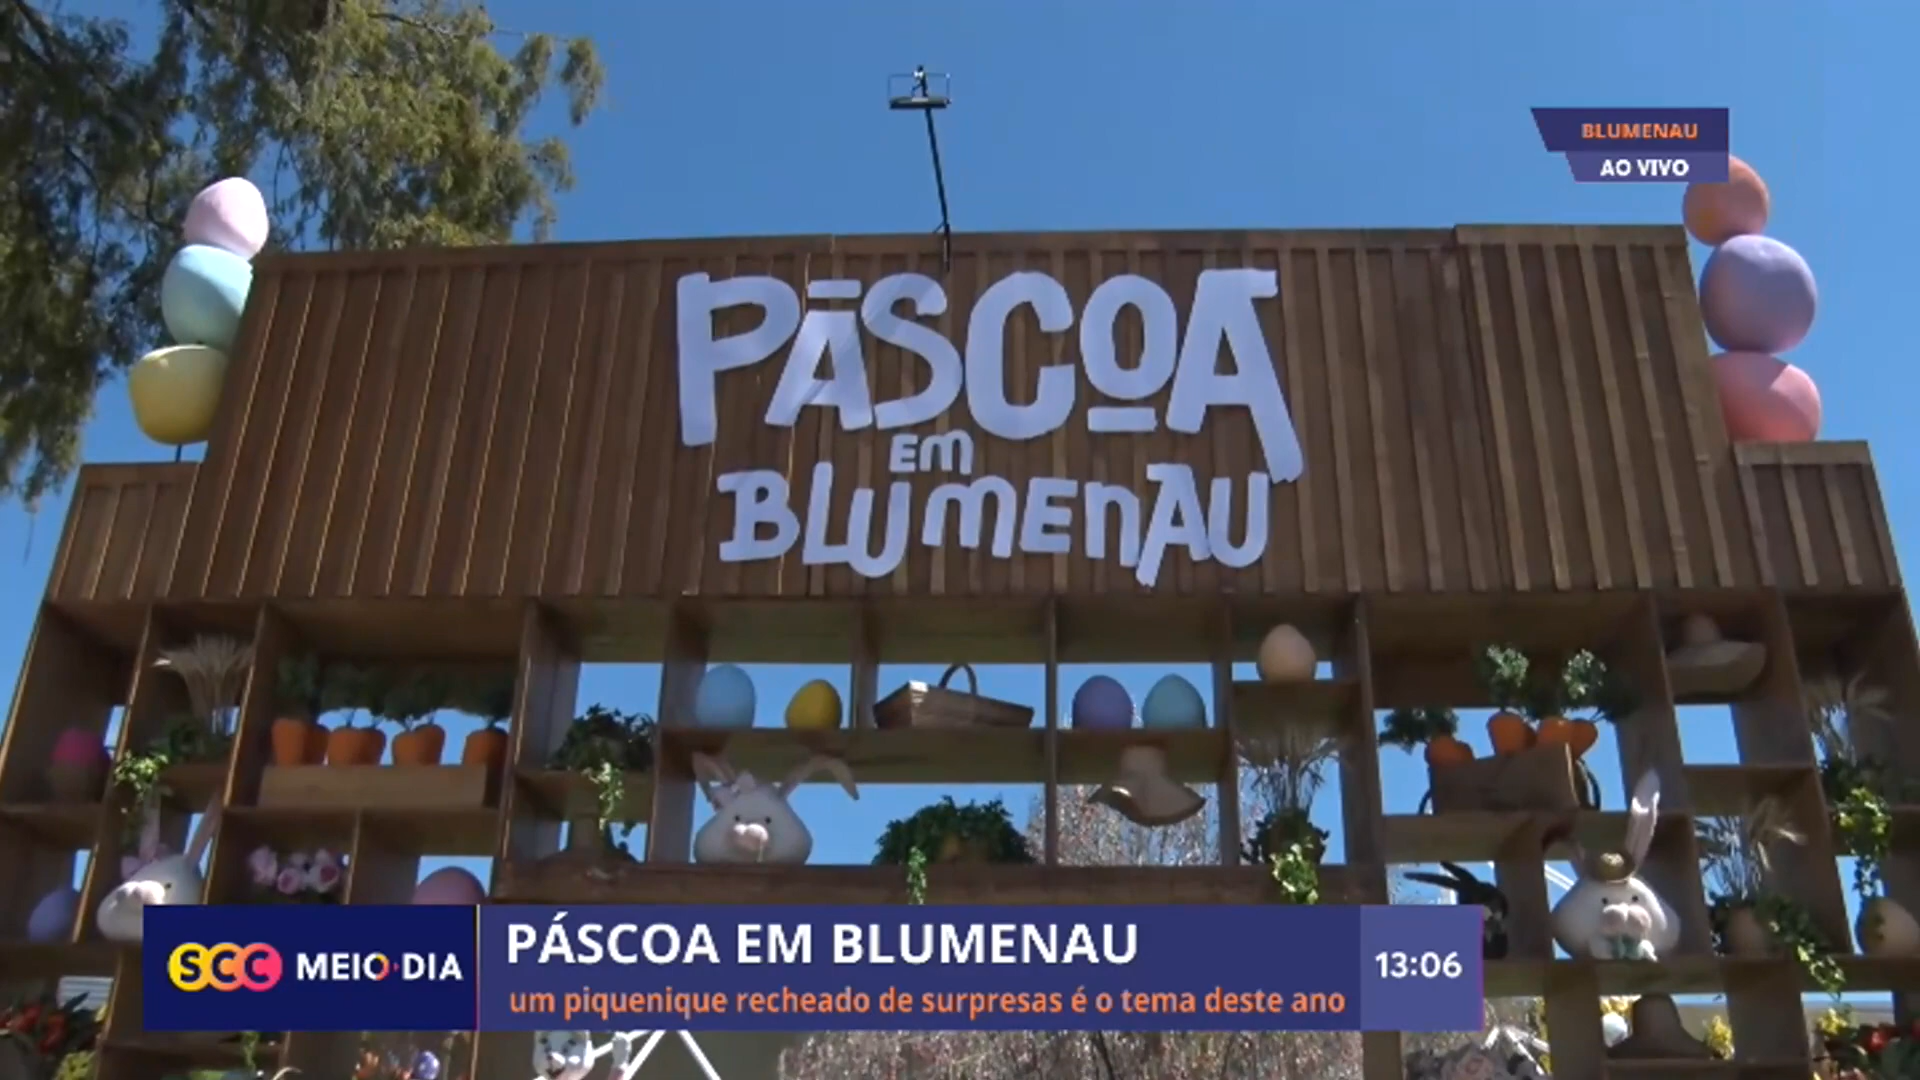 BLUMENAU
AO VIVO
PÁSCOA
EM
BLUMENAU
SCC MEIO-DIA
PÁSCOA EM BLUMENAU
um piquenique recheado de surpresas é o tema deste ano
13:06